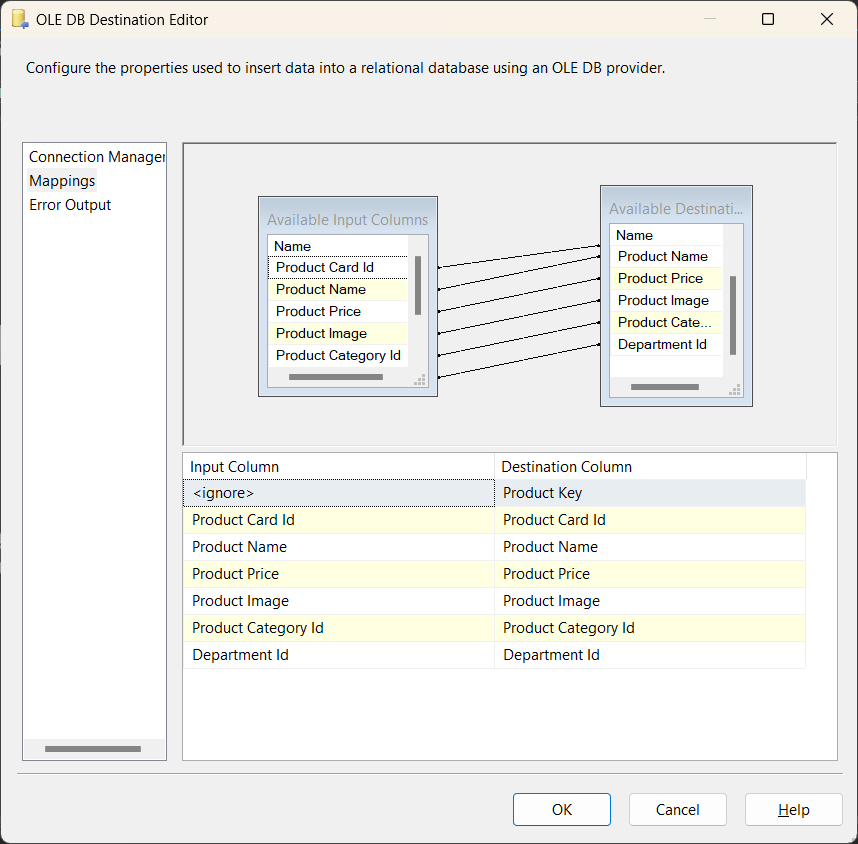 OLE DB Destination Editor
Configure the properties used to insert data into a relational database using an OLE DB provider.
Connection Manager
Mappings
Error Output
Available Input Columns
Name
Product Card Id
Product Name
Product Price
Product Image
Product Category Id
Available Destinati...
Name
Product Name
Product Price
Product Image
Product Cate...
Department Id
Input Column Destination Column
<ignore> Product Key
Product Card Id Product Card Id
Product Name Product Name
Product Price Product Price
Product Image Product Image
Product Category Id Product Category Id
Department Id Department Id
OK Cancel Help